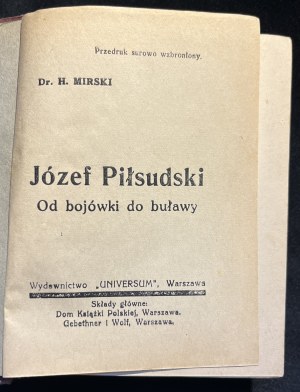 Przedruk surowo wzbroniony.
Dr. H. MIRSKI
Józef Piłsudski
Od bojówki do buławy
Wydawnictwo „UNIVERSUM", Warszawa
Składy główne:
Dom Książki Polskiej, Warszawa.
Gebethner i Wolf, Warszawa.